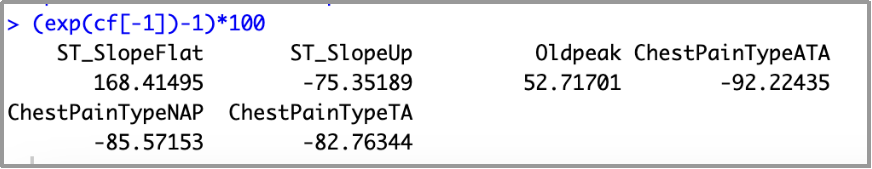 > (exp(cf[-1])-1)*100
ST_SlopeFlat ST_SlopeUp Oldpeak ChestPainTypeATA
168.41495 -75.35189 52.71701 -92.22435
ChestPainTypeNAP ChestPainTypeTA
-85.57153 -82.76344